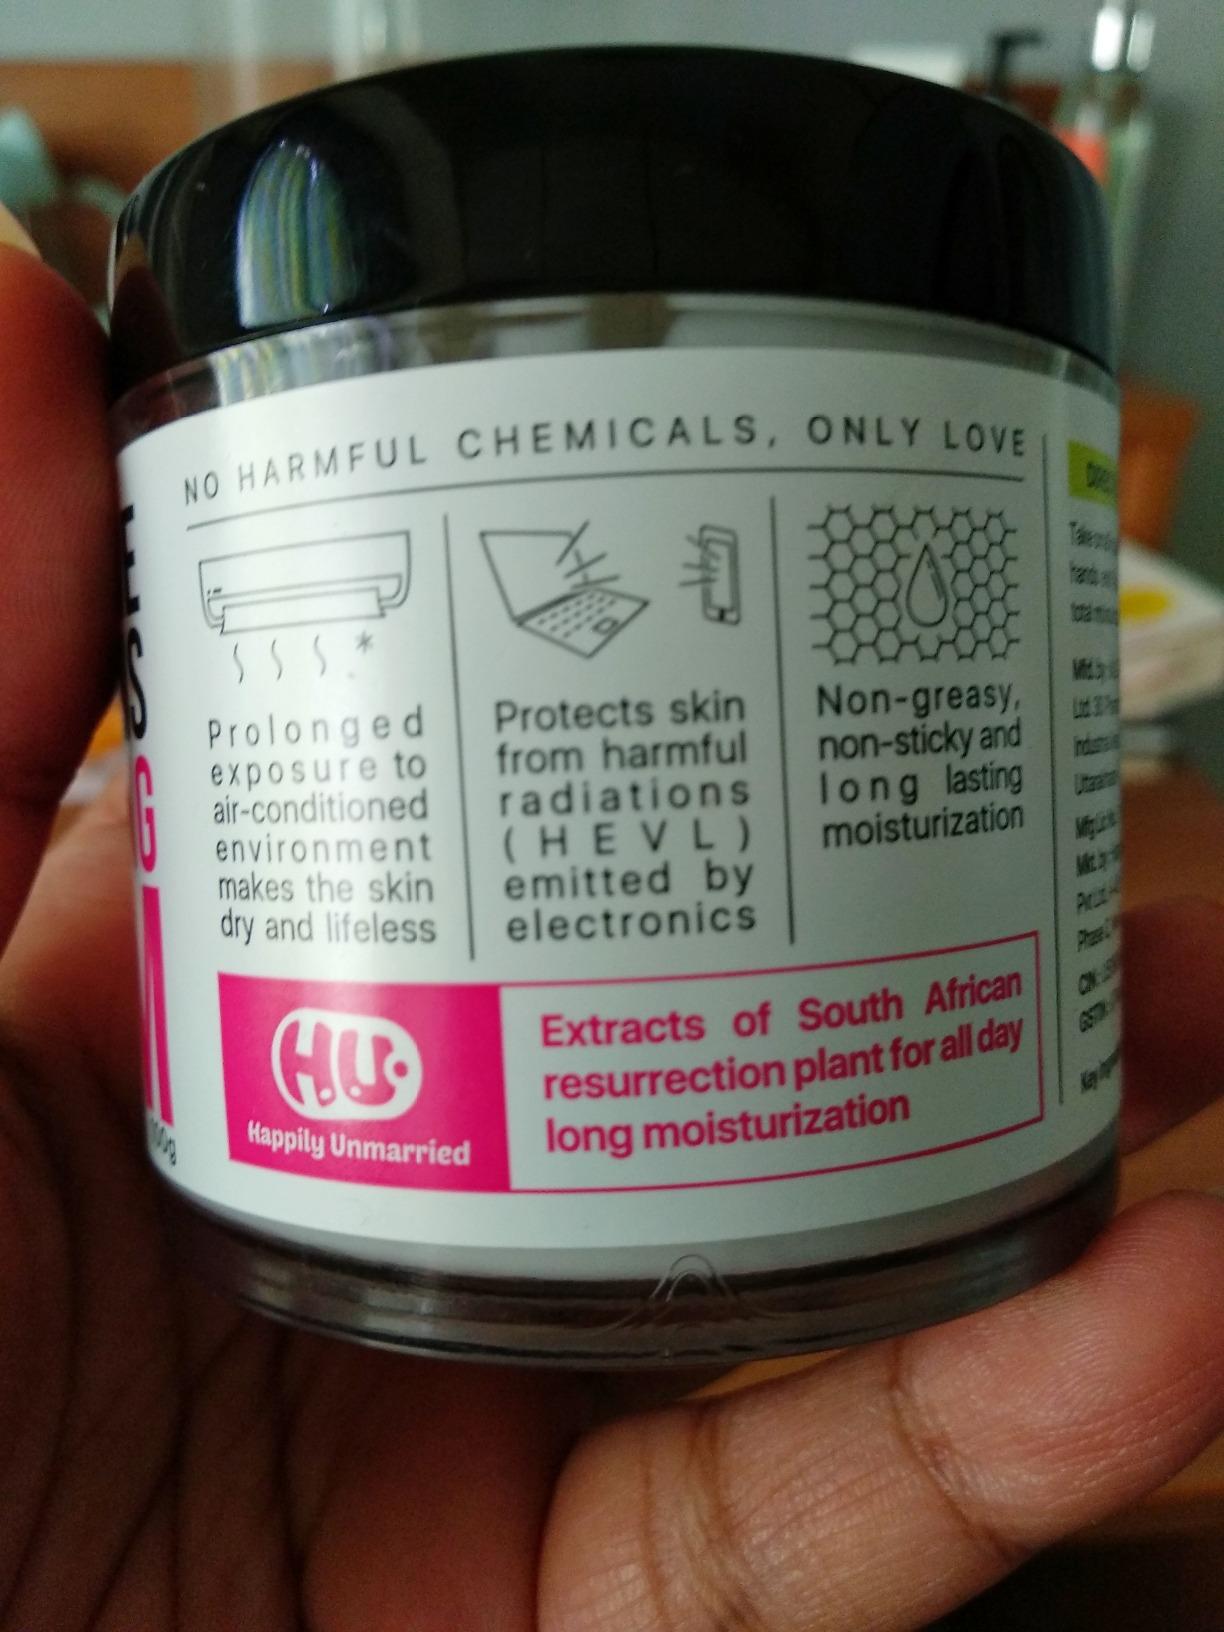 NO HARMFUL CHEMICALS, ONLY LOVE
Prolonged
exposure to
air-conditioned
environment
makes the skin
dry and lifeless
Protects skin
from harmful
radiations
(HEVL)
emitted by
electronics
Non-greasy,
non-sticky and
long lasting
moisturization
H.U.
Happily Unmarried
Extracts of South African
resurrection plant for all day
long moisturization
Mfd. by